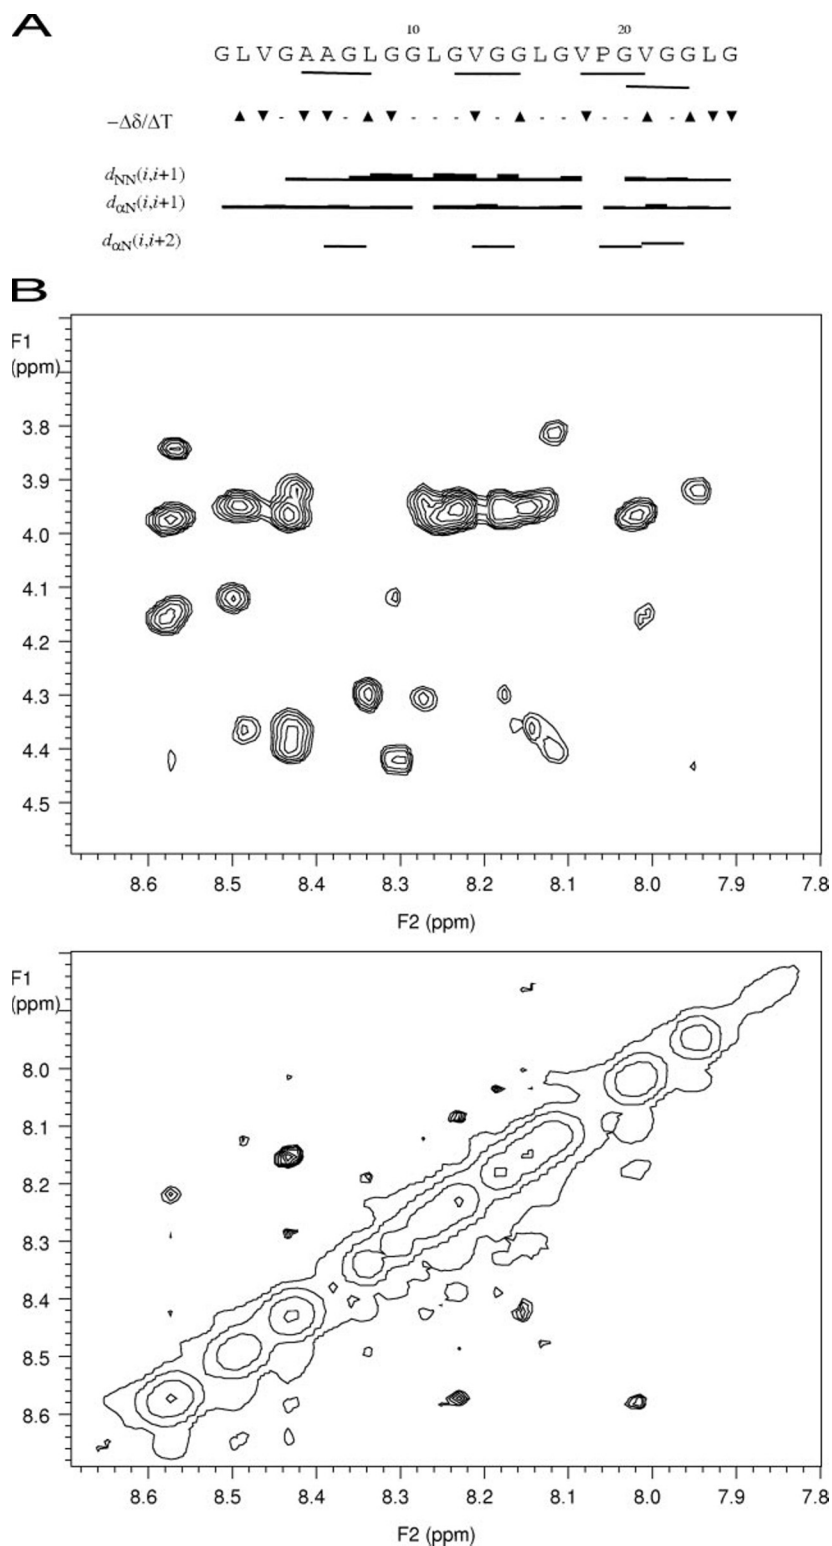 A
10 20
GLVGAAGLGGLGVGGLGVPGVGGLG
−Δδ/ΔT
dNN(i,i+1)
dαN(i,i+1)
dαN(i,i+2)
B
F1
(ppm)
3.8
3.9
4.0
4.1
4.2
4.3
4.4
4.5
8.6 8.5 8.4 8.3 8.2 8.1 8.0 7.9 7.8
F2 (ppm)
F1
(ppm)
8.0
8.1
8.2
8.3
8.4
8.5
8.6
8.6 8.5 8.4 8.3 8.2 8.1 8.0 7.9 7.8
F2 (ppm)